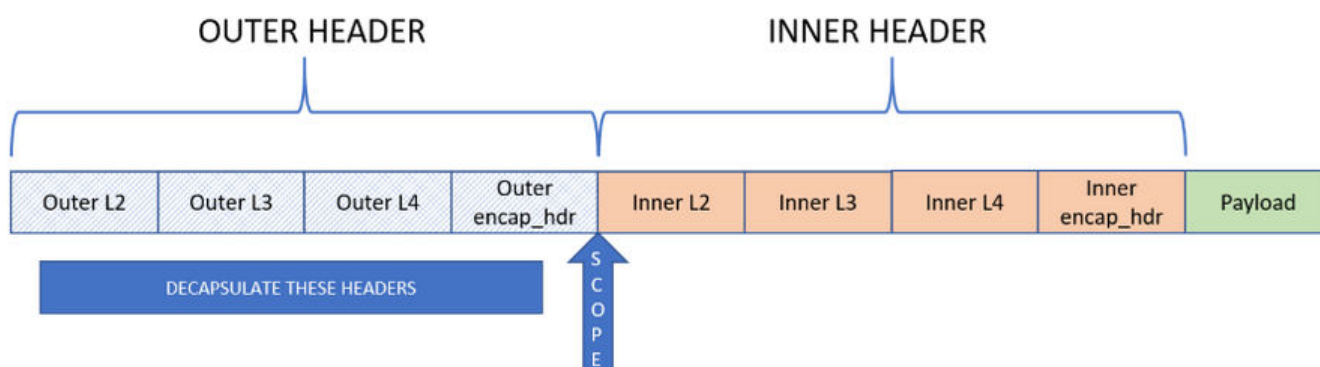 OUTER HEADER
INNER HEADER
Outer L2
Outer L3
Outer L4
Outer
encap_hdr
Inner L2
Inner L3
Inner L4
Inner
encap_hdr
Payload
DECAPSULATE THESE HEADERS
SCOPE